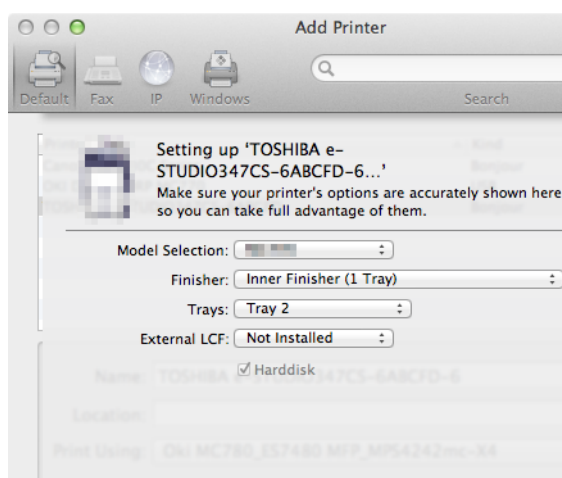 Add Printer
Default Fax IP Windows Search
Setting up 'TOSHIBA e-
STUDIO347CS-6ABCFD-6...'
Make sure your printer's options are accurately shown here
so you can take full advantage of them.
Model Selection:
Finisher: Inner Finisher (1 Tray)
Trays: Tray 2
External LCF: Not Installed
Harddisk
Name: TOSHIBA e-STUDIO347CS-6ABCFD-6
Location:
Print Using: Oki MC780_ES7480 MFP_MPS4242mc-X4